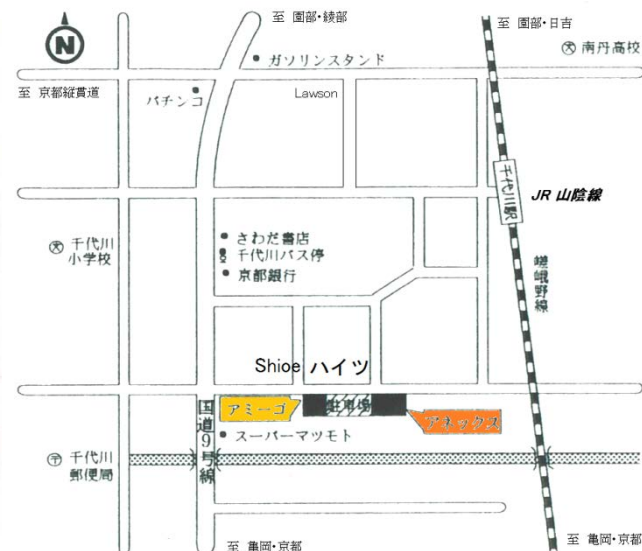 N
至 園部・綾部
至 園部・日吉
ガソリンスタンド
南丹高校
至 京都縦貫道
パチンコ
Lawson
千代川駅
JR 山陰線
さわだ書店
千代川バス停
京都銀行
千代川
小学校
嵯峨野線
Shioe ハイツ
アミーゴ
駐車場
アネックス
国道9号線
スーパーマツモト
千代川
郵便局
至 亀岡・京都
至 亀岡・京都